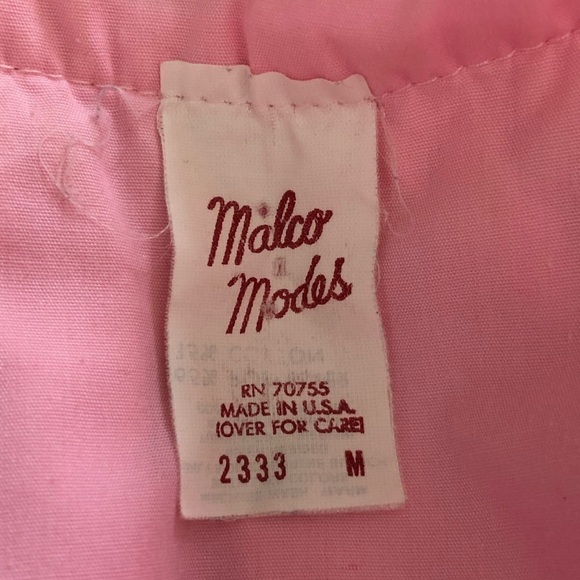 Malco
Modes
RN 70755
MADE IN U.S.A.
(OVER FOR CARE)
2333 M